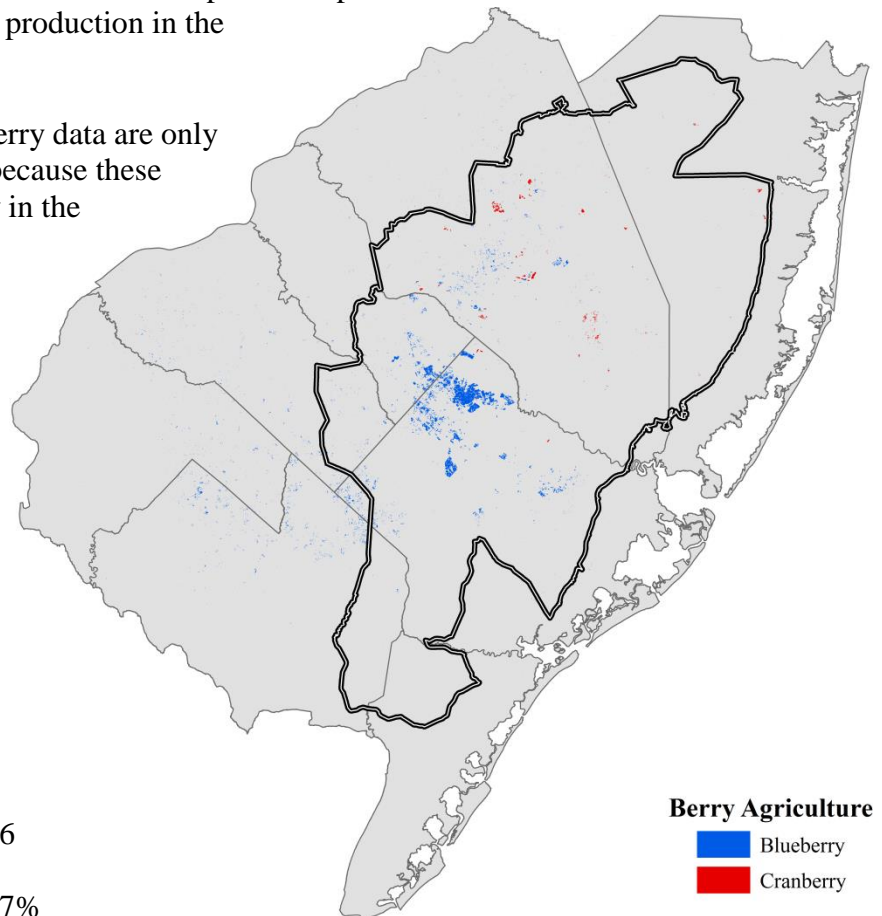 production in the
erry data are only
because these
in the
Berry Agriculture
Blueberry
Cranberry
6
7%